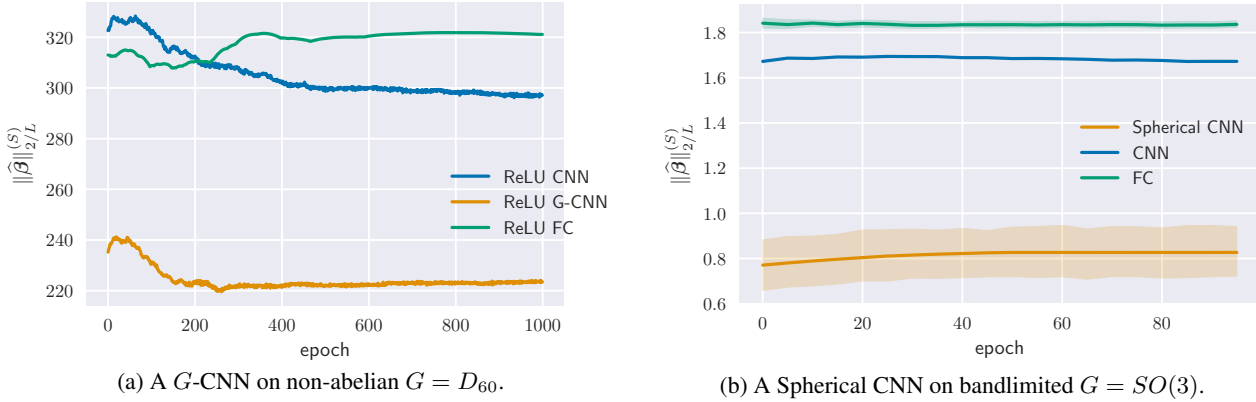 320
300
280
260
240
220
‖β̂‖_{2/L}^{(S)}
ReLU CNN
ReLU G-CNN
ReLU FC
0 200 400 600 800 1000
epoch
(a) A G-CNN on non-abelian G = D_{60}.
1.8
1.6
1.4
1.2
1.0
0.8
0.6
‖β̂‖_{2/L}^{(S)}
Spherical CNN
CNN
FC
0 20 40 60 80
epoch
(b) A Spherical CNN on bandlimited G = SO(3).